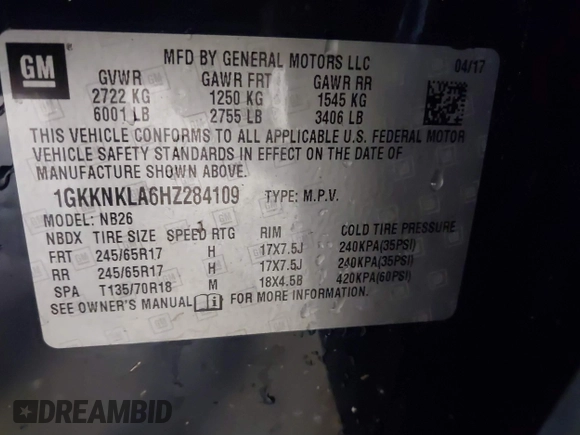 GM
MFD BY GENERAL MOTORS LLC
04/17
GVWR GAWR FRT GAWR RR
2722 KG 1250 KG 1545 KG
6001 LB 2755 LB 3406 LB
THIS VEHICLE CONFORMS TO ALL APPLICABLE U.S. FEDERAL MOTOR
VEHICLE SAFETY STANDARDS IN EFFECT ON THE DATE OF
MANUFACTURE SHOWN ABOVE.
1GKKNKLA6HZ284109 TYPE: M.P.V.
MODEL: NB26
NBDX TIRE SIZE SPEED RTG RIM COLD TIRE PRESSURE
FRT 245/65R17 H 17X7.5J 240KPA(35PSI)
RR 245/65R17 H 17X7.5J 240KPA(35PSI)
SPA T135/70R18 M 18X4.5B 420KPA(60PSI)
SEE OWNER'S MANUAL FOR MORE INFORMATION.
DREAMBID